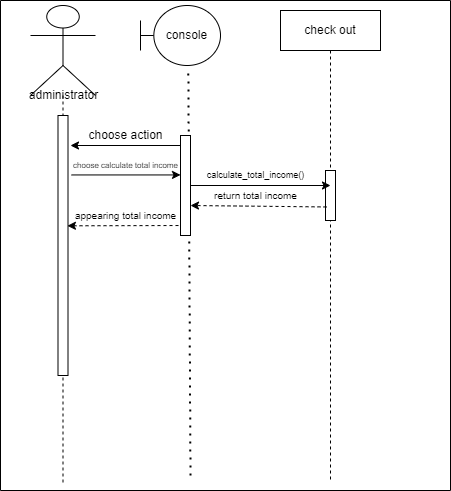 console
check out
administrator
choose action
choose calculate total income
calculate_total_income()
return total income
appearing total income